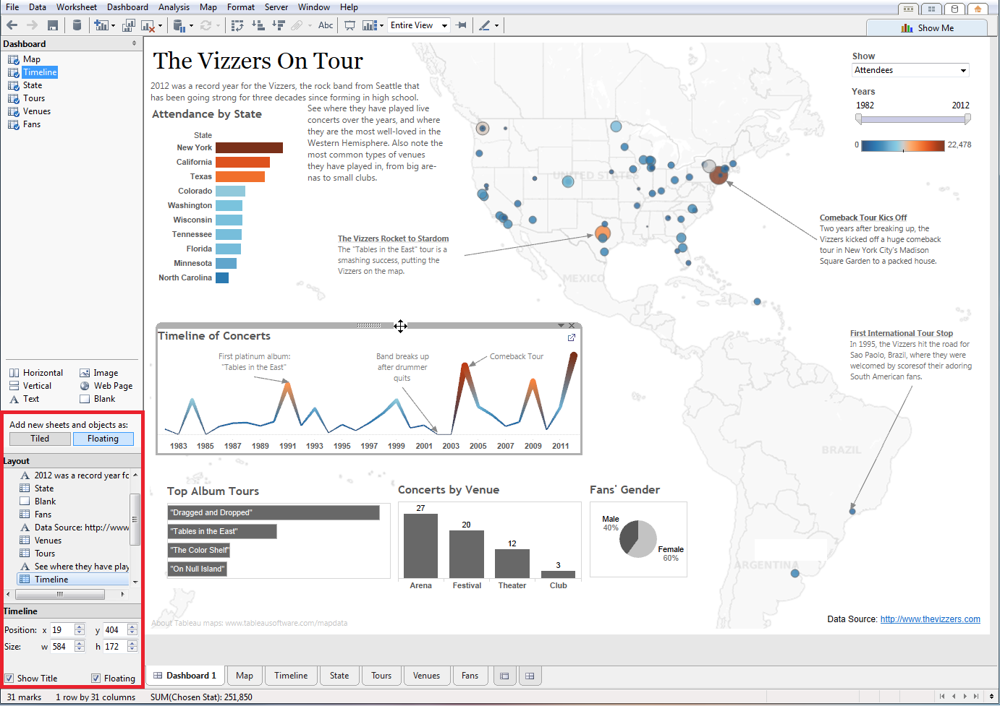 File Data Worksheet Dashboard Analysis Map Format Server Window Help
Abc Entire View
Show Me
Dashboard
Map
Timeline
State
Tours
Venues
Fans
Horizontal Image
Vertical Web Page
Text Blank
Add new sheets and objects as:
Tiled Floating
Layout
2012 was a record year fc
State
Blank
Fans
Data Source: http://www
Venues
Tours
See where they have play
Timeline
Timeline
Position: x 19 y 404
Size: w 584 h 172
Show Title Floating
The Vizzers On Tour
2012 was a record year for the Vizzers, the rock band from Seattle that
has been going strong for three decades since forming in high school.
See where they have played live
concerts over the years, and where
they are the most well-loved in the
Western Hemisphere. Also note the
most common types of venues
they have played in, from big are-
nas to small clubs.
Attendance by State
State
New York
California
Texas
Colorado
Washington
Wisconsin
Tennessee
Florida
Minnesota
North Carolina
Show
Attendees
Years
1982 2012
0 22,478
UNITED STATES
MEXICO
BRAZIL
ARGENTINA
The Vizzers Rocket to Stardom
The "Tables in the East" tour is a
smashing success, putting the
Vizzers on the map.
Comeback Tour Kics Off
Two years after breaking up, the
Vizzers kicked off a huge comeback
tour in New York City's Madison
Square Garden to a packed house.
First International Tour Stop
In 1995, the Vizzers hit the road for
Sao Paolo, Brazil, where they were
welcomed by scoresof their adoring
South American fans.
Timeline of Concerts
First platinum album:
"Tables in the East"
Band breaks up
after drummer
quits
Comeback Tour
1983 1985 1987 1989 1991 1993 1995 1997 1999 2001 2003 2005 2007 2009 2011
Top Album Tours
"Dragged and Dropped"
"Tables in the East"
"The Color Shelf"
"On Null Island"
Concerts by Venue
27
20
12
3
Arena Festival Theater Club
Fans' Gender
Male
40%
Female
60%
About Tableau maps: www.tableausoftware.com/mapdata
Data Source: http://www.thevizzers.com
Dashboard 1 Map Timeline State Tours Venues Fans
31 marks 1 row by 31 columns SUM(Chosen Stat): 251,850